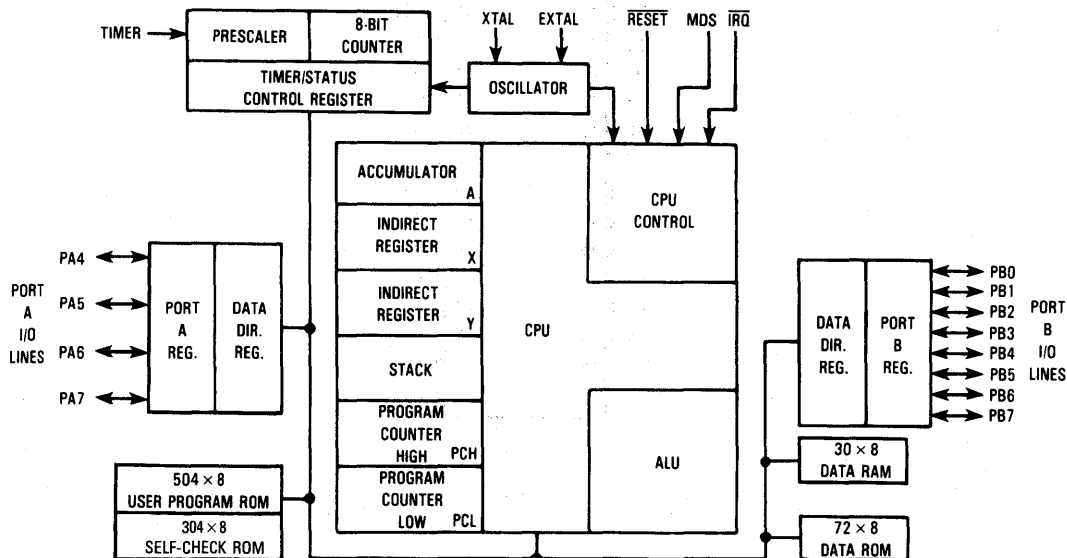 TIMER
PRESCALER
8-BIT
COUNTER
TIMER/STATUS
CONTROL REGISTER
XTAL
EXTAL
OSCILLATOR
RESET
MDS
IRQ
ACCUMULATOR
A
INDIRECT
REGISTER
X
INDIRECT
REGISTER
Y
STACK
PROGRAM
COUNTER
HIGH PCH
PROGRAM
COUNTER
LOW PCL
CPU
CPU
CONTROL
ALU
PORT
A
I/O
LINES
PA4
PA5
PA6
PA7
PORT
A
REG.
DATA
DIR.
REG.
504 × 8
USER PROGRAM ROM
304 × 8
SELF-CHECK ROM
DATA
DIR.
REG.
PORT
B
REG.
PB0
PB1
PB2
PB3
PB4
PB5
PB6
PB7
PORT
B
I/O
LINES
30 × 8
DATA RAM
72 × 8
DATA ROM